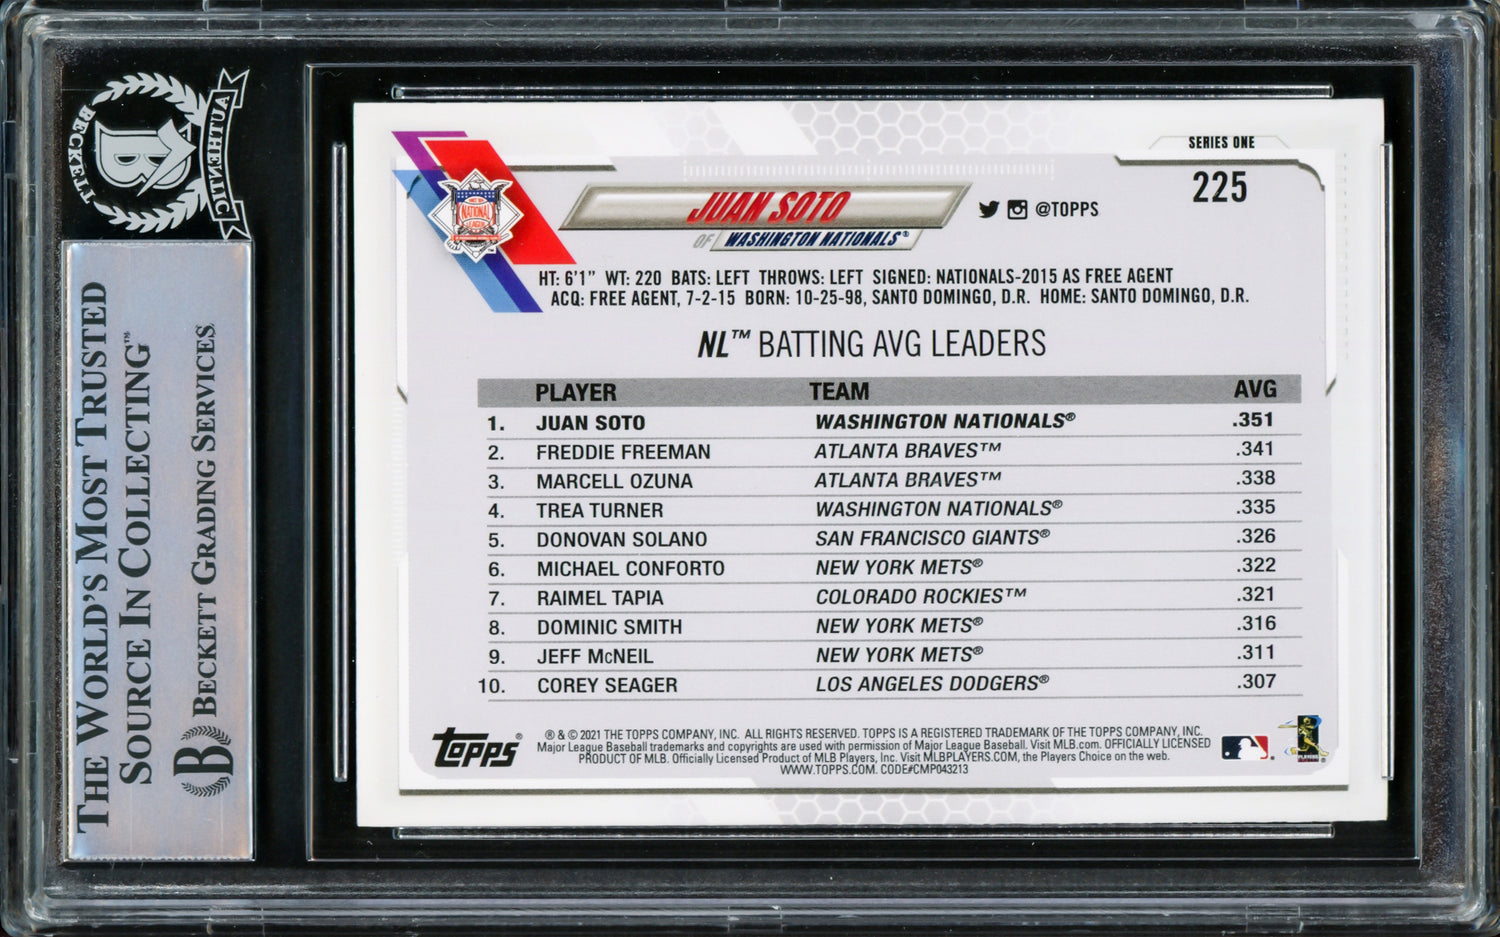 BECKETT
AUTHENTIC
THE WORLD'S MOST TRUSTED
SOURCE IN COLLECTING™
BECKETT GRADING SERVICES
SERIES ONE
225
NATIONAL
LEAGUE
JUAN SOTO
OF WASHINGTON NATIONALS®
@TOPPS
HT: 6'1" WT: 220 BATS: LEFT THROWS: LEFT SIGNED: NATIONALS-2015 AS FREE AGENT
ACQ: FREE AGENT, 7-2-15 BORN: 10-25-98, SANTO DOMINGO, D.R. HOME: SANTO DOMINGO, D.R.
NL™ BATTING AVG LEADERS
PLAYER TEAM AVG
1. JUAN SOTO WASHINGTON NATIONALS® .351
2. FREDDIE FREEMAN ATLANTA BRAVES™ .341
3. MARCELL OZUNA ATLANTA BRAVES™ .338
4. TREA TURNER WASHINGTON NATIONALS® .335
5. DONOVAN SOLANO SAN FRANCISCO GIANTS® .326
6. MICHAEL CONFORTO NEW YORK METS® .322
7. RAIMEL TAPIA COLORADO ROCKIES™ .321
8. DOMINIC SMITH NEW YORK METS® .316
9. JEFF McNEIL NEW YORK METS® .311
10. COREY SEAGER LOS ANGELES DODGERS® .307
topps®
® & © 2021 THE TOPPS COMPANY, INC. ALL RIGHTS RESERVED. TOPPS IS A REGISTERED TRADEMARK OF THE TOPPS COMPANY, INC.
Major League Baseball trademarks and copyrights are used with permission of Major League Baseball. Visit MLB.com. OFFICIALLY LICENSED
PRODUCT OF MLB. Officially Licensed Product of MLB Players, Inc. Visit MLBPLAYERS.COM, the Players Choice on the web.
WWW.TOPPS.COM. CODE#CMP043213